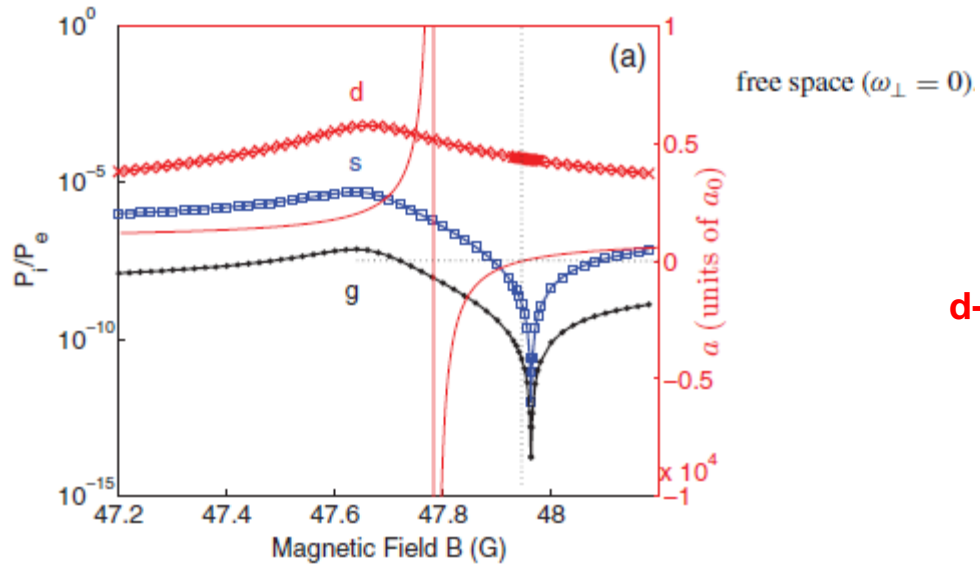 10^0
10^-5
10^-10
10^-15
P_i/P_e
(a)
d
s
g
1
0.5
0
-0.5
x 10^4
-1
a (units of a_0)
47.2
47.4
47.6
47.8
48
Magnetic Field B (G)
free space (ω_⊥ = 0).
d-